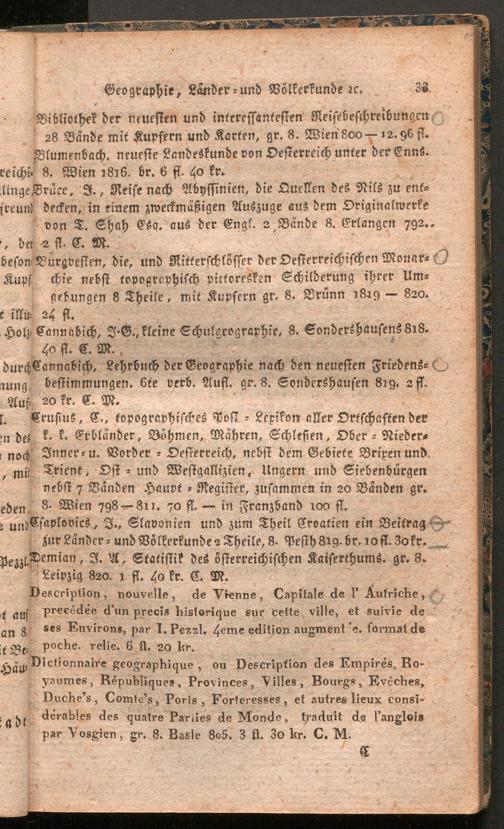 Geographie, Länder-und Völkerkunde ꝛc. 33
Bibliothek der neuesten und interessantesten Reisebeschreibungen
28 Bände mit Kupfern und Karten, gr. 8. Wien 800 — 12. 96 fl.
Blumenbach, neueste Landeskunde von Oesterreich unter der Enns.
8. Wien 1816. br. 6 fl. 40 kr.
Brüce, J., Reise nach Abyssinien, die Quellen des Nils zu ent-
decken, in einem zweckmäßigen Auszuge aus dem Originalwerke
von T. Shah Esq. aus der Engl. 2 Bände 8. Erlangen 792..
2 fl. C. M.
Burgvesten, die, und Ritterschlösser der Oesterreichischen Monar-
chie nebst topographisch pittoresken Schilderung ihrer Um-
gebungen 8 Theile, mit Kupfern gr. 8. Brünn 1819 — 820.
24 fl.
Cannabich, J-G., kleine Schulgeographie, 8. Sondershausens 818.
40 fl. C. M.
Cannabich, Lehrbuch der Geographie nach den neuesten Friedens-
bestimmungen. 6te verb. Aufl. gr. 8. Sondershausen 819. 2 fl.
20 kr. C. M.
Crusius, C., topographisches Post - Lexikon aller Ortschaften der
k. k. Erbländer, Böhmen, Mähren, Schlesien, Ober - Nieder-
Inner- u. Vorder - Oesterreich, nebst dem Gebiete Brixen und
Trient, Ost - und Westgallizien, Ungern und Siebenbürgen
nebst 7 Bänden Haupt - Register, zusammen in 20 Bänden gr.
8. Wien 798 — 811. 70 fl. — in Franzband 100 fl.
Csaplovics, J., Slavonien und zum Theil Croatien ein Beitrag
zur Länder- und Völkerkunde 2 Theile, 8. Pesth 819. br. 10 fl. 30 kr.
Demian, J. A, Statistik des österreichischen Kaiserthums. gr. 8.
Leipzig 820. 1 fl. 40 kr. C. M.
Description, nouvelle, de Vienne, Capitale de l' Autriche,
precédée d'un precis historique sur cette ville, et suivie de
ses Environs, par I. Pezzl. 4eme edition augment 'e. format de
poche. relie. 6 fl. 20 kr.
Dictionnaire geographique, ou Description des Empirés, Ro-
yaumes, Républiques, Provinces, Villes, Bourgs, Evéches,
Duche's, Comte's, Ports, Forteresses, et autres lieux consi-
dérables des quatre Parties de Monde, traduit de l'anglois
par Vosgien, gr. 8. Basle 805. 3 fl. 30 kr. C. M.
C